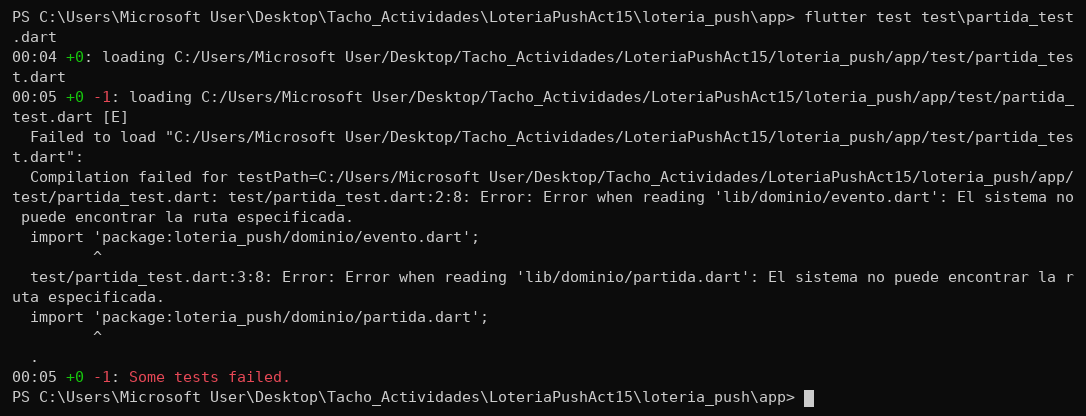 PS C:\Users\Microsoft User\Desktop\Tacho_Actividades\LoteriaPushAct15\loteria_push\app> flutter test test\partida_test
.dart
00:04 +0: loading C:/Users/Microsoft User/Desktop/Tacho_Actividades/LoteriaPushAct15/loteria_push/app/test/partida_tes
t.dart
00:05 +0 -1: loading C:/Users/Microsoft User/Desktop/Tacho_Actividades/LoteriaPushAct15/loteria_push/app/test/partida_
test.dart [E]
  Failed to load "C:/Users/Microsoft User/Desktop/Tacho_Actividades/LoteriaPushAct15/loteria_push/app/test/partida_tes
t.dart":
  Compilation failed for testPath=C:/Users/Microsoft User/Desktop/Tacho_Actividades/LoteriaPushAct15/loteria_push/app/
test/partida_test.dart: test/partida_test.dart:2:8: Error: Error when reading 'lib/dominio/evento.dart': El sistema no
 puede encontrar la ruta especificada.
  import 'package:loteria_push/dominio/evento.dart';
         ^
  test/partida_test.dart:3:8: Error: Error when reading 'lib/dominio/partida.dart': El sistema no puede encontrar la r
uta especificada.
  import 'package:loteria_push/dominio/partida.dart';
         ^
  .
00:05 +0 -1: Some tests failed.
PS C:\Users\Microsoft User\Desktop\Tacho_Actividades\LoteriaPushAct15\loteria_push\app>